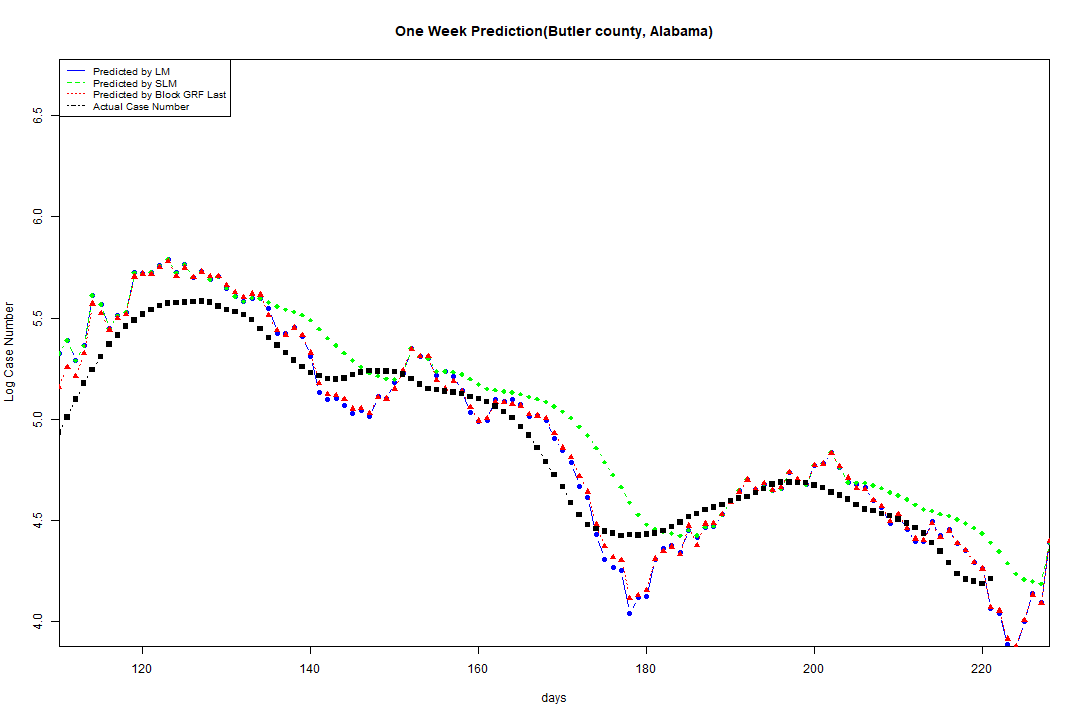 One Week Prediction(Butler county, Alabama)
Predicted by LM
Predicted by SLM
Predicted by Block GRF Last
Actual Case Number
6.5
6.0
5.5
5.0
4.5
4.0
Log Case Number
120 140 160 180 200 220
days